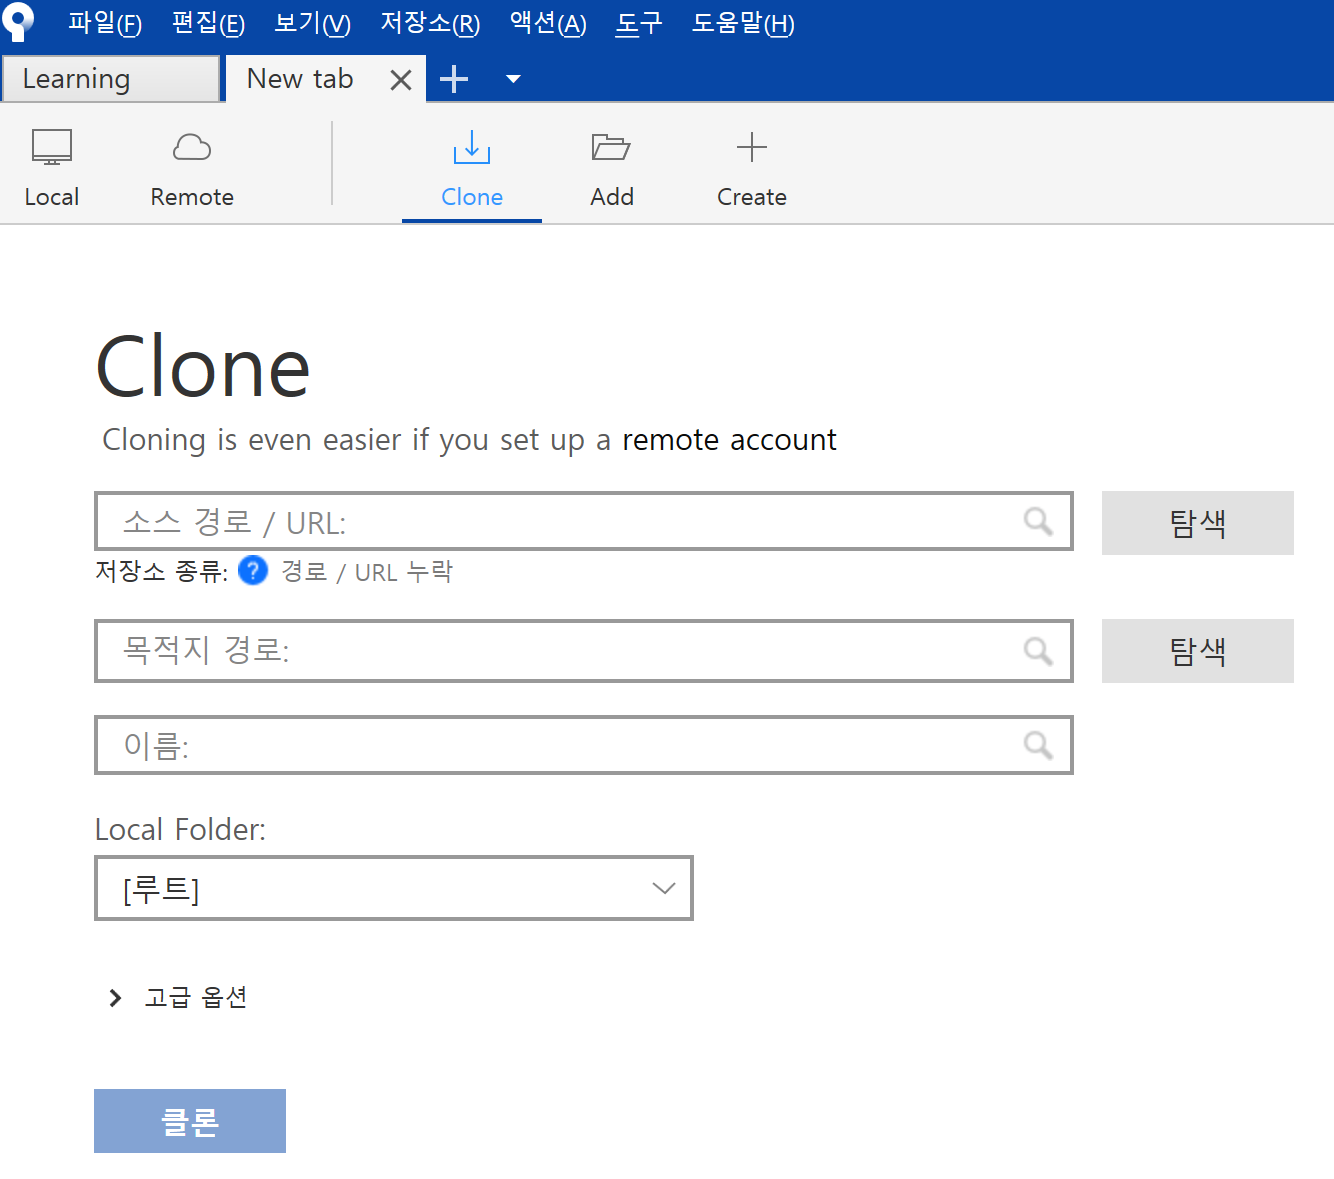 파일(F) 편집(E) 보기(V) 저장소(R) 액션(A) 도구 도움말(H)
Learning New tab
Local Remote Clone Add Create
Clone
Cloning is even easier if you set up a remote account
소스 경로 / URL: 탐색
저장소 종류: ? 경로 / URL 누락
목적지 경로: 탐색
이름:
Local Folder:
[루트]
고급 옵션
클론